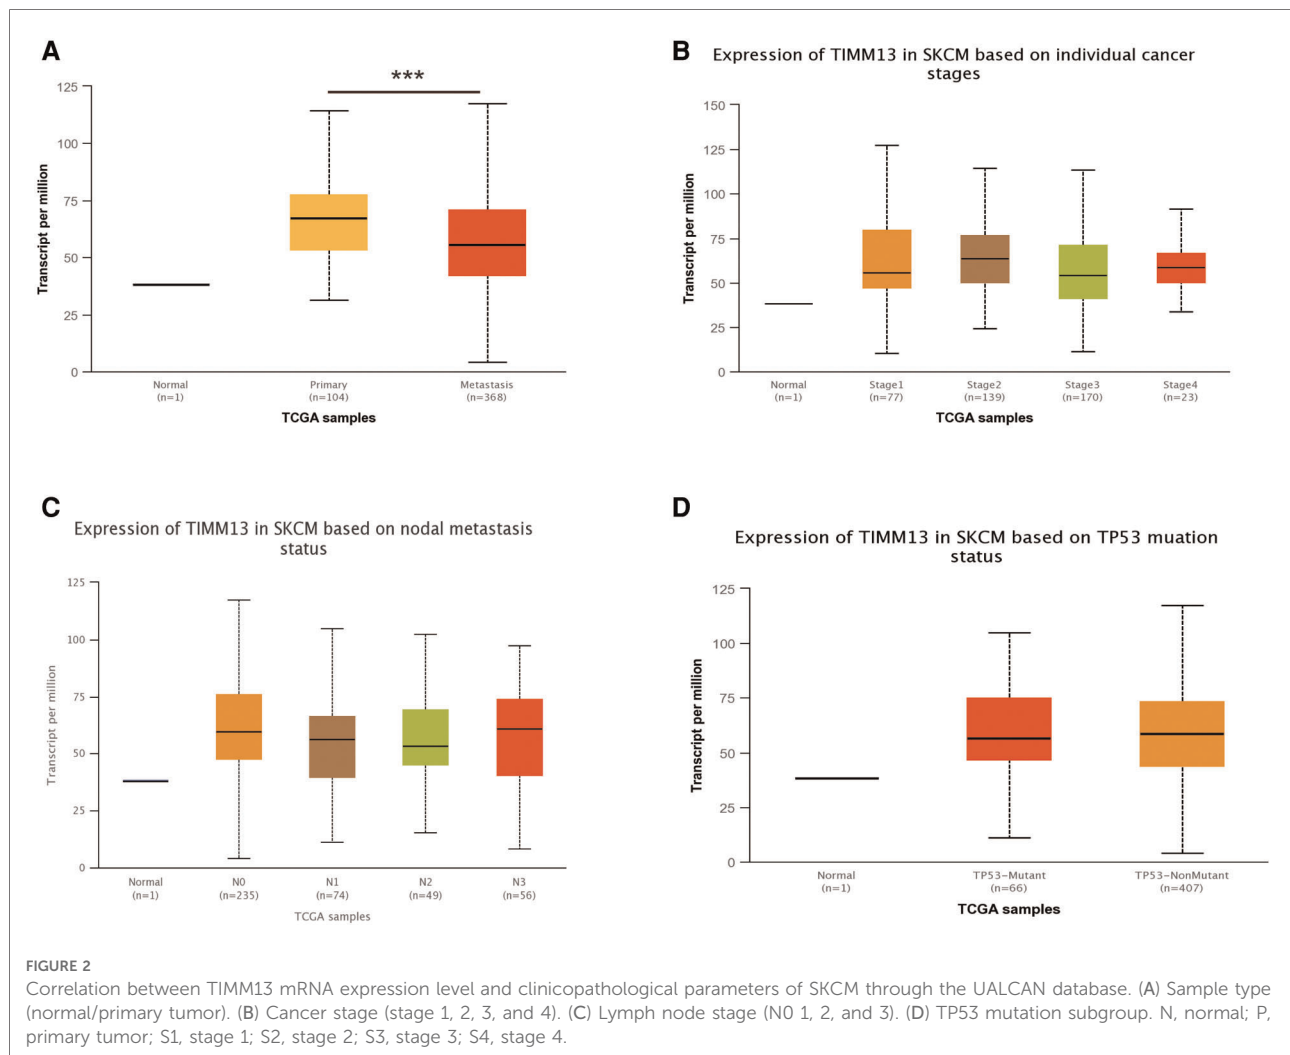 A
***
125
100
75
50
25
0
Transcript per million
Normal
(n=1)
Primary
(n=104)
Metastasis
(n=368)
TCGA samples
B
Expression of TIMM13 in SKCM based on individual cancer
stages
150
125
100
75
50
25
0
Transcript per million
Normal
(n=1)
Stage1
(n=77)
Stage2
(n=139)
Stage3
(n=170)
Stage4
(n=23)
TCGA samples
C
Expression of TIMM13 in SKCM based on nodal metastasis
status
125
100
75
50
25
0
Transcript per million
Normal
(n=1)
N0
(n=235)
N1
(n=74)
N2
(n=49)
N3
(n=56)
TCGA samples
D
Expression of TIMM13 in SKCM based on TP53 muation
status
125
100
75
50
25
0
Transcript per million
Normal
(n=1)
TP53-Mutant
(n=66)
TP53-NonMutant
(n=407)
TCGA samples
FIGURE 2
Correlation between TIMM13 mRNA expression level and clinicopathological parameters of SKCM through the UALCAN database. (A) Sample type
(normal/primary tumor). (B) Cancer stage (stage 1, 2, 3, and 4). (C) Lymph node stage (N0 1, 2, and 3). (D) TP53 mutation subgroup. N, normal; P,
primary tumor; S1, stage 1; S2, stage 2; S3, stage 3; S4, stage 4.